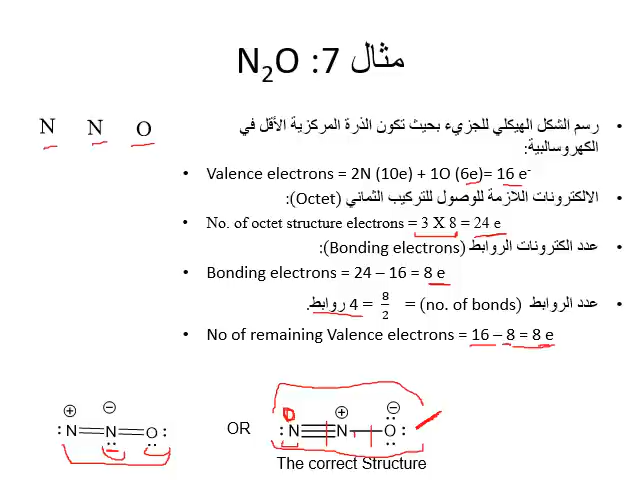 مثال 7: N₂O
N N O
• رسم الشكل الهيكلي للجزيء بحيث تكون الذرة المركزية الأقل في
الكهروسالبية:
• Valence electrons = 2N (10e) + 1O (6e)= 16 e⁻
• الالكترونات اللازمة للوصول للتركيب الثماني (Octet):
• No. of octet structure electrons = 3 X 8 = 24 e
• عدد الكترونات الروابط (Bonding electrons):
• Bonding electrons = 24 – 16 = 8 e
• عدد الروابط (no. of bonds) = 8/2 = 4 روابط.
• No of remaining Valence electrons = 16 – 8 = 8 e
:N=N=O: OR :N≡N–O:
The correct Structure